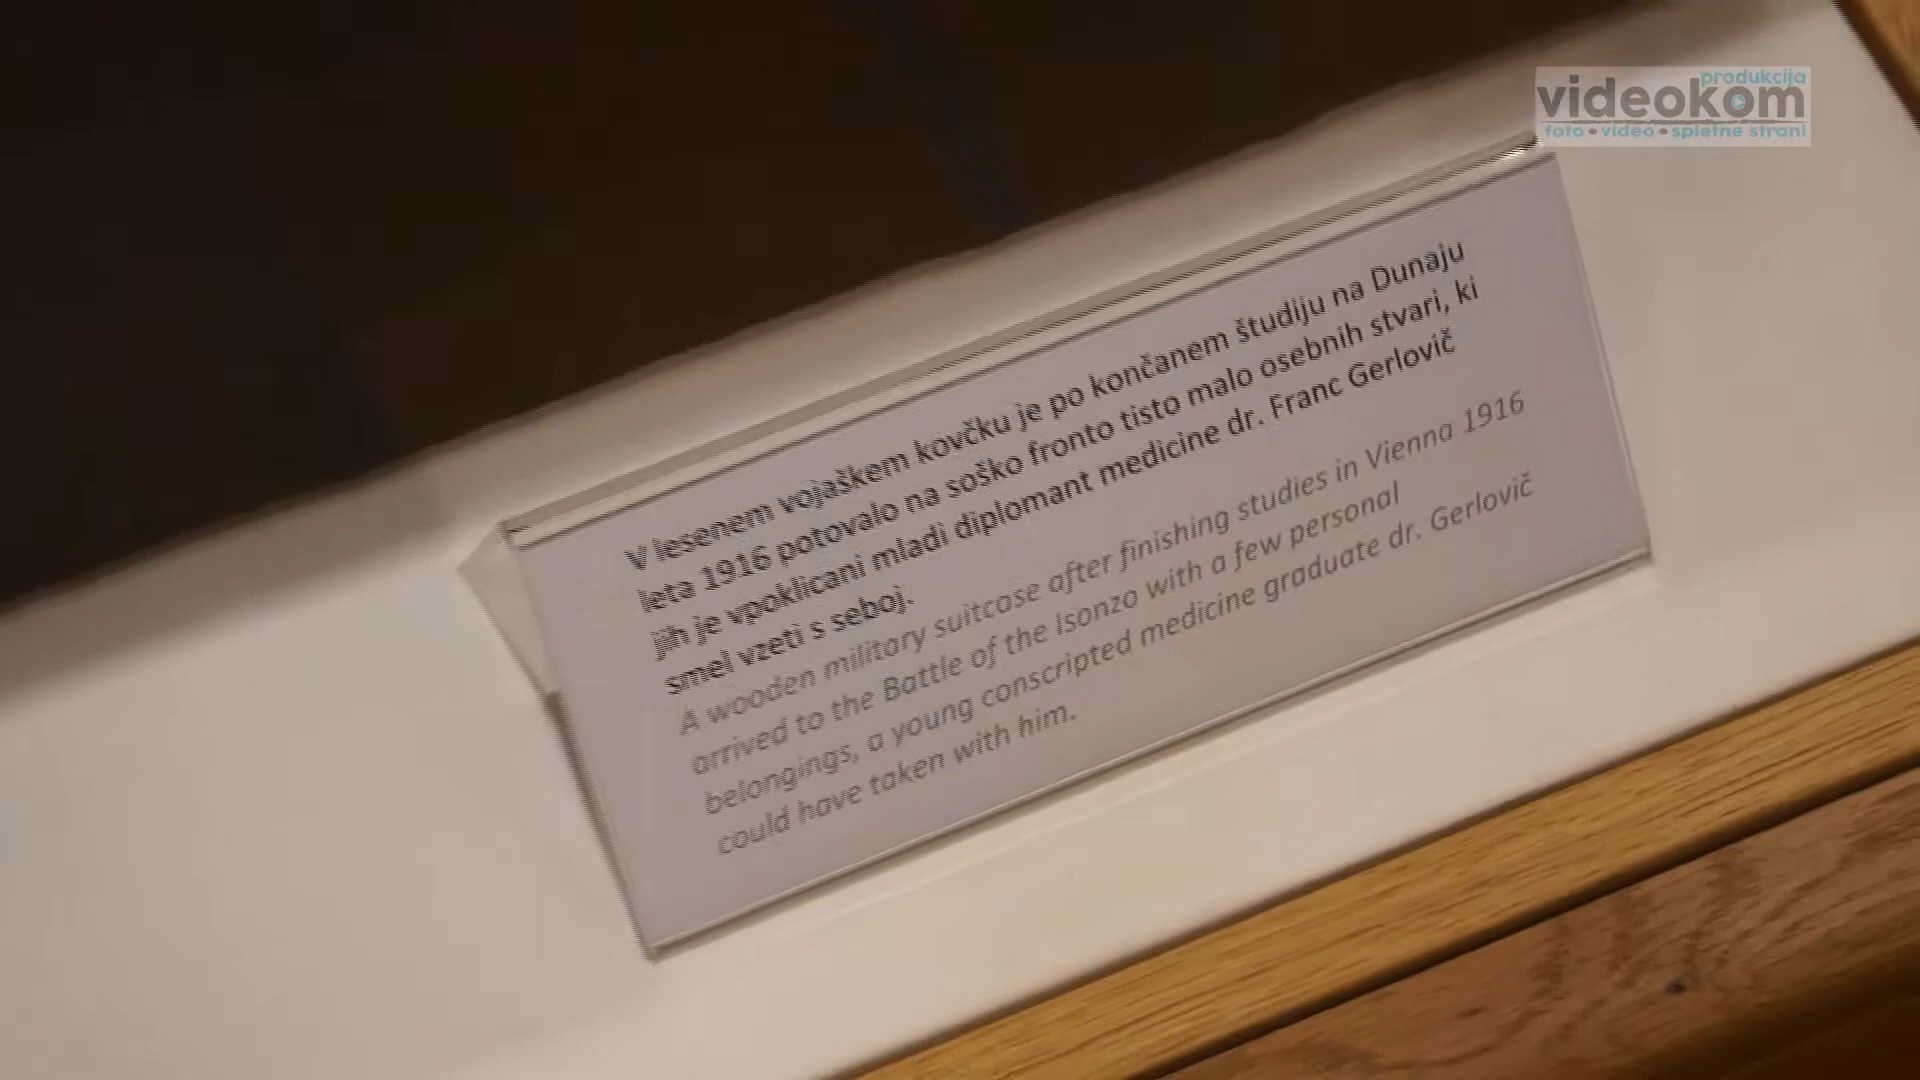 produkcija
videokom
foto • video • spletne strani
V lesenem vojaškem kovčku je po končanem študiju na Dunaju
leta 1916 potovalo na soško fronto tisto malo osebnih stvari, ki
jih je vpoklicani mladi diplomant medicine dr. Franc Gerlovič
smel vzeti s seboj.
A wooden military suitcase after finishing studies in Vienna 1916
arrived to the Battle of the Isonzo with a few personal
belongings, a young conscripted medicine graduate dr. Gerlovič
could have taken with him.